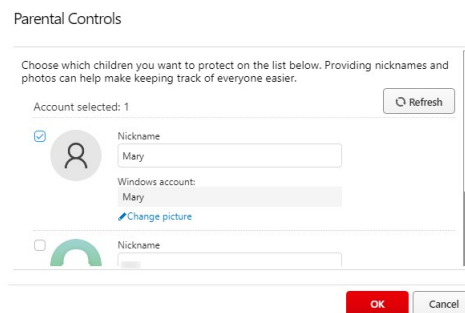 Parental Controls
Choose which children you want to protect on the list below. Providing nicknames and
photos can help make keeping track of everyone easier.
Account selected: 1
Refresh
Nickname
Mary
Windows account:
Mary
Change picture
Nickname
OK
Cancel